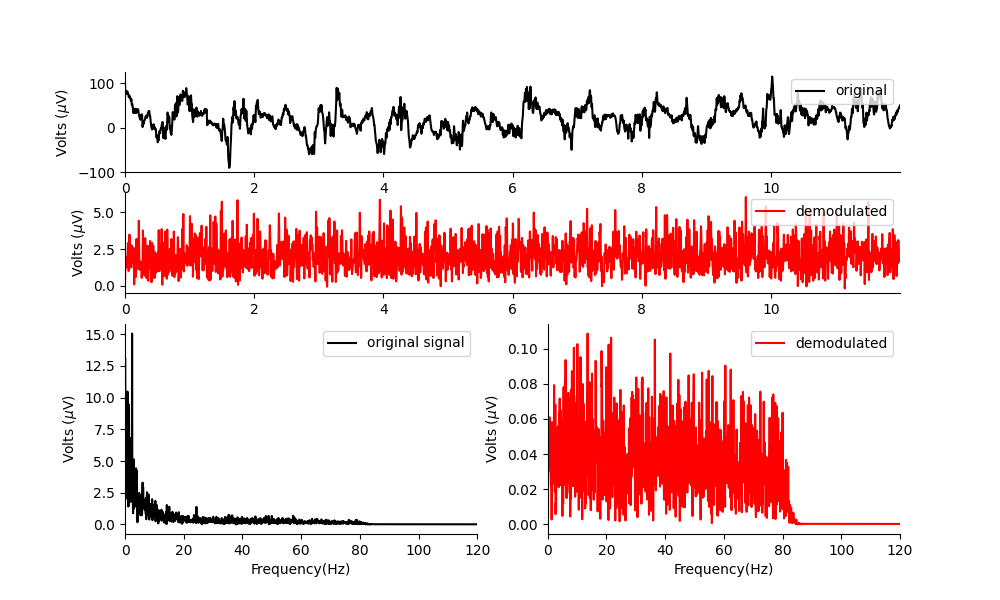 Volts (μV)
100
0
−100
original
0 2 4 6 8 10
Volts (μV)
5.0
2.5
0.0
demodulated
0 2 4 6 8 10
Volts (μV)
15.0
12.5
10.0
7.5
5.0
2.5
0.0
original signal
0 20 40 60 80 100 120
Frequency(Hz)
Volts (μV)
0.10
0.08
0.06
0.04
0.02
0.00
demodulated
0 20 40 60 80 100 120
Frequency(Hz)